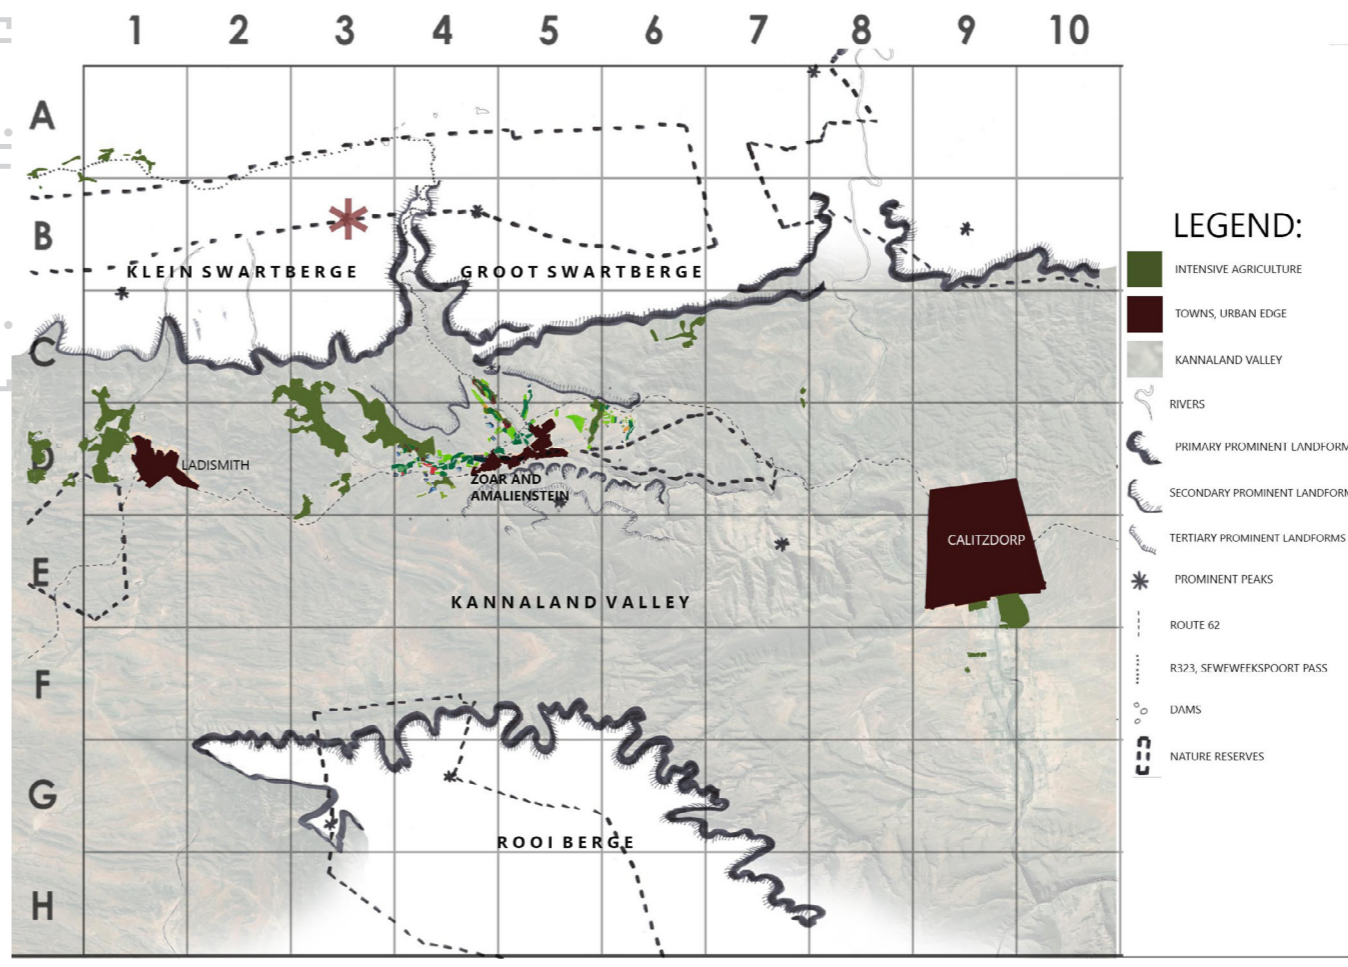 1 2 3 4 5 6 7 8 9 10
A
B
C
D
E
F
G
H
KLEIN SWARTBERGE
GROOT SWARTBERGE
LADISMITH
ZOAR AND
AMALIENSTEIN
CALITZDORP
KANNALAND VALLEY
ROOI BERGE
LEGEND:
INTENSIVE AGRICULTURE
TOWNS, URBAN EDGE
KANNALAND VALLEY
RIVERS
PRIMARY PROMINENT LANDFORM
SECONDARY PROMINENT LANDFORM
TERTIARY PROMINENT LANDFORMS
PROMINENT PEAKS
ROUTE 62
R323, SEWEWEEKSPOORT PASS
DAMS
NATURE RESERVES